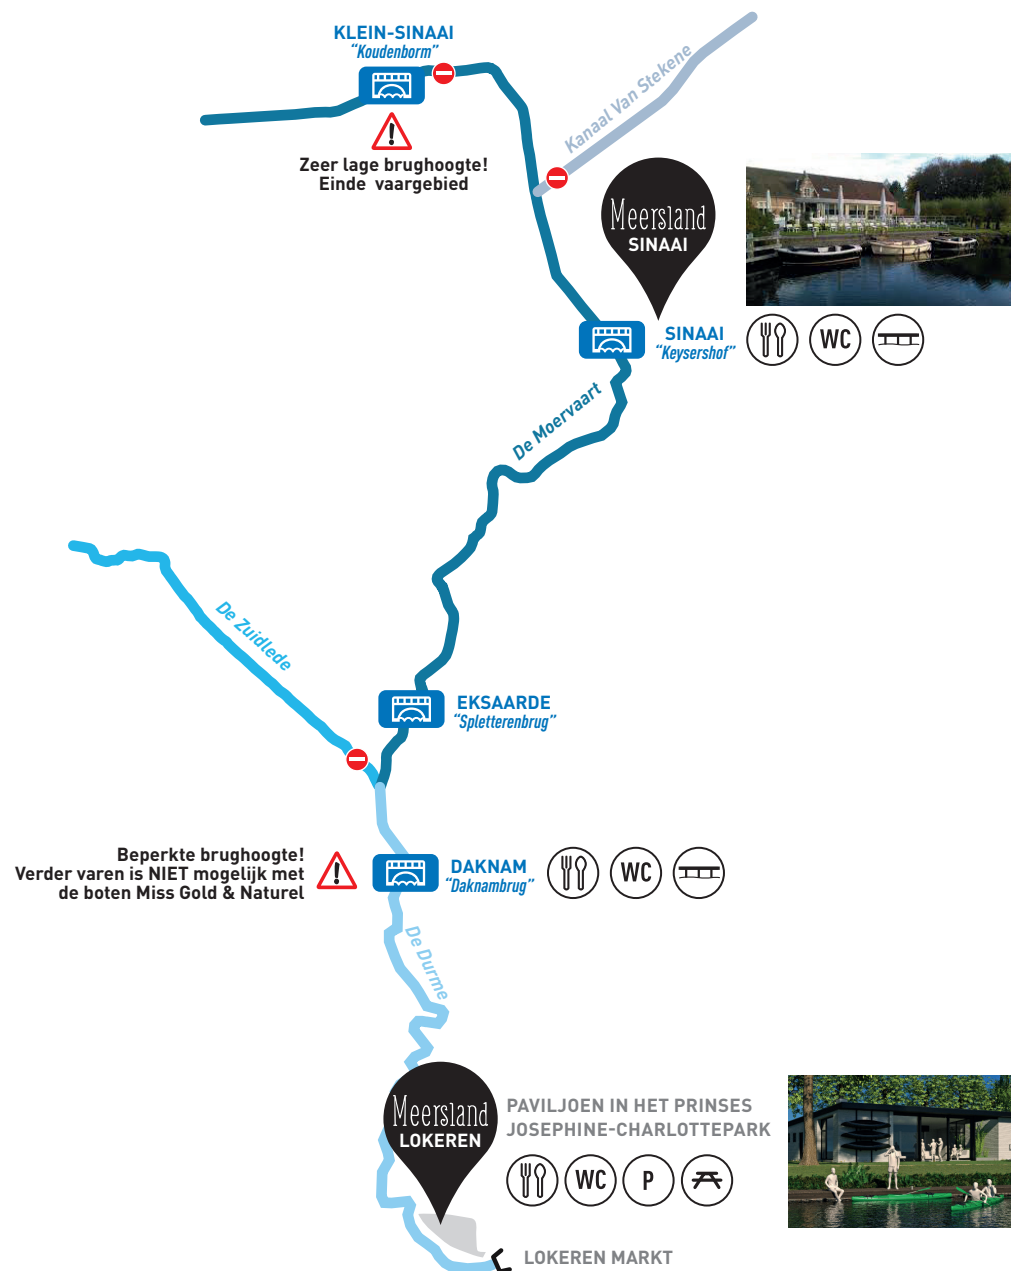 KLEIN-SINAAI
“Koudenborm”
Zeer lage brughoogte!
Einde vaargebied
Kanaal Van Stekene
Meersland
SINAAI
SINAAI
“Keysershof”
WC
De Moervaart
De Zuidlede
EKSAARDE
“Spletterenbrug”
Beperkte brughoogte!
Verder varen is NIET mogelijk met
de boten Miss Gold & Naturel
DAKNAM
“Daknambrug”
WC
De Durme
Meersland
LOKEREN
PAVILJOEN IN HET PRINSES
JOSEPHINE-CHARLOTTEPARK
WC
P
LOKEREN MARKT